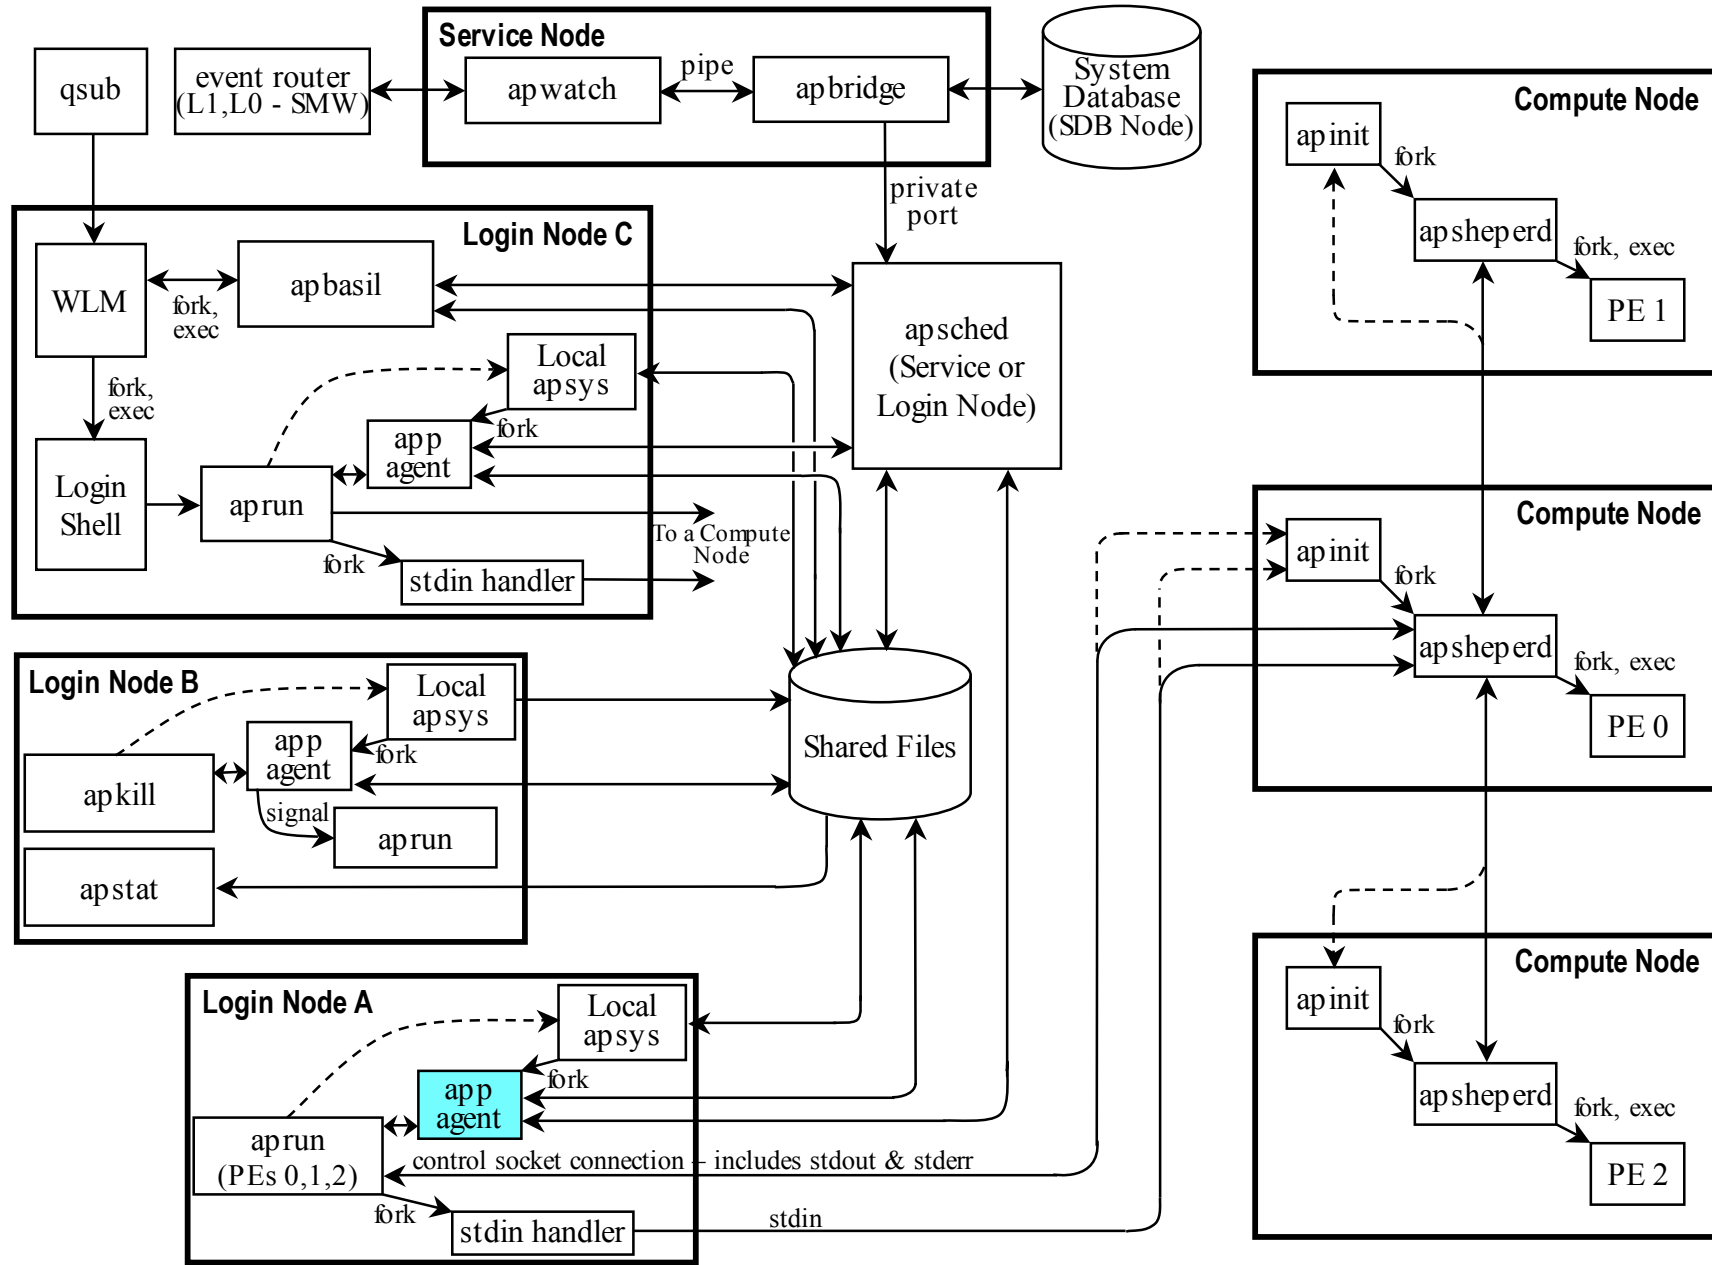 Service Node
qsub
event router
(L1,L0 - SMW)
apwatch
pipe
apbridge
System
Database
(SDB Node)
private
port
Login Node C
WLM
fork,
exec
apbasil
fork,
exec
Login
Shell
Local
apsys
fork
app
agent
aprun
fork
stdin handler
To a Compute
Node
apsched
(Service or
Login Node)
Login Node B
Local
apsys
fork
app
agent
apkill
signal
aprun
apstat
Shared Files
Login Node A
Local
apsys
fork
app
agent
aprun
(PEs 0,1,2)
control socket connection – includes stdout & stderr
fork
stdin handler
stdin
Compute Node
apinit
fork
apsheperd
fork, exec
PE 1
Compute Node
apinit
fork
apsheperd
fork, exec
PE 0
Compute Node
apinit
fork
apsheperd
fork, exec
PE 2